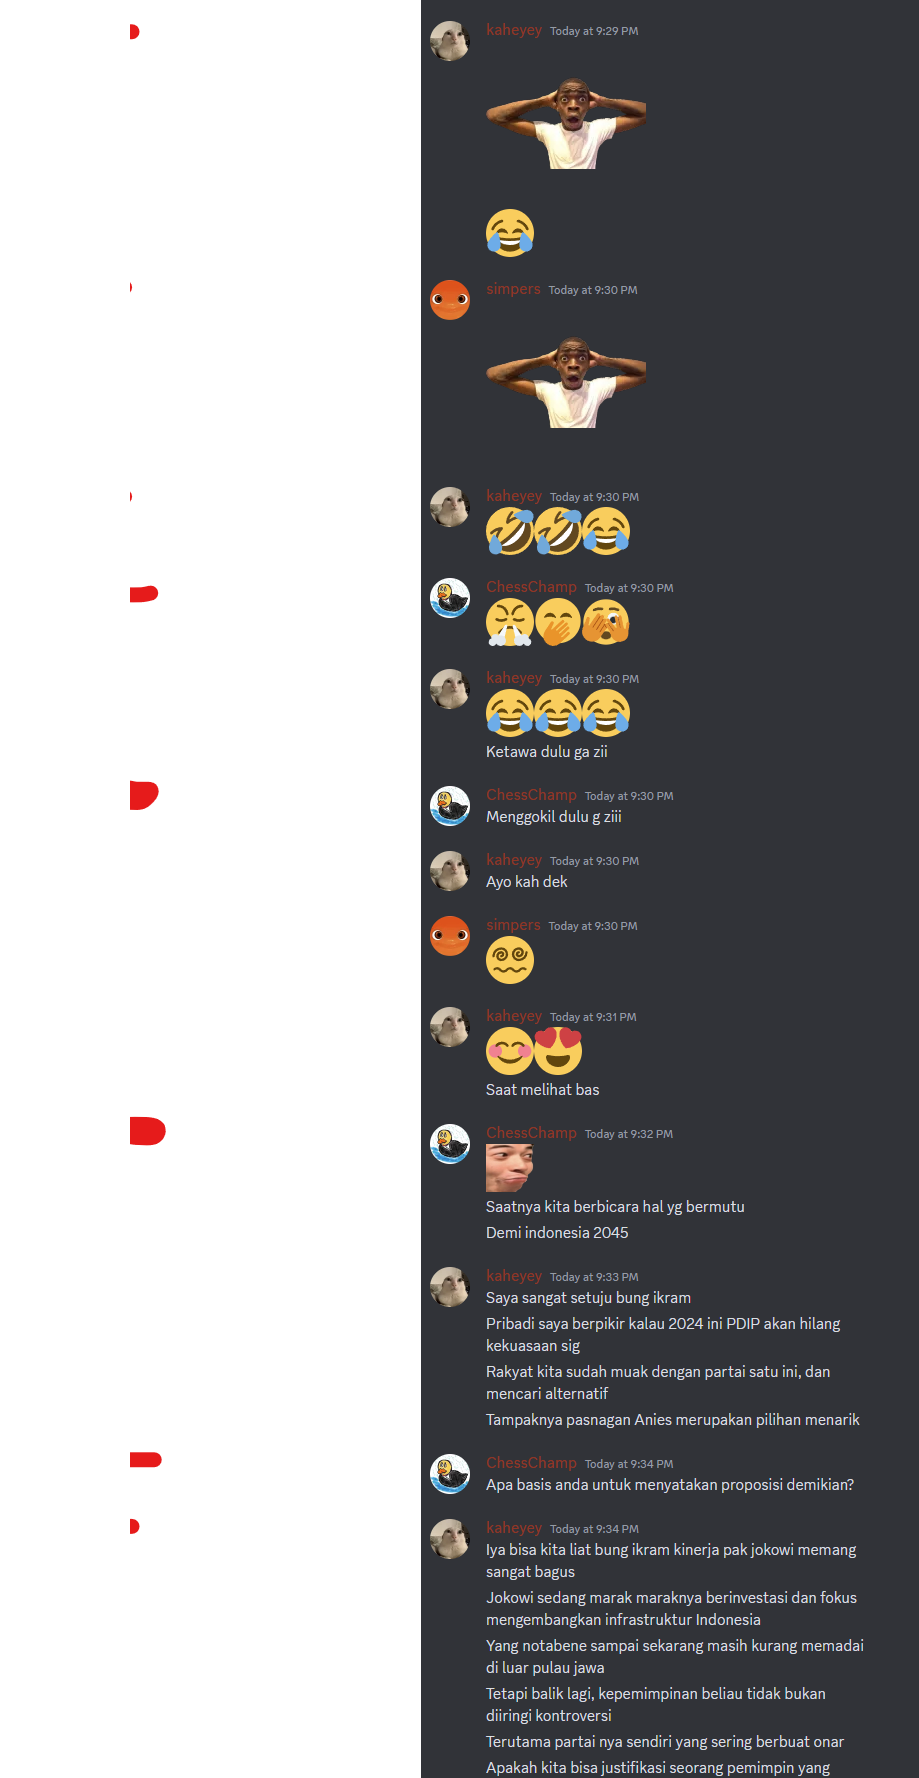 kaheyey Today at 9:29 PM
simpers Today at 9:30 PM
kaheyey Today at 9:30 PM
ChessChamp Today at 9:30 PM
kaheyey Today at 9:30 PM
Ketawa dulu ga zii
ChessChamp Today at 9:30 PM
Menggokil dulu g ziii
kaheyey Today at 9:30 PM
Ayo kah dek
simpers Today at 9:30 PM
kaheyey Today at 9:31 PM
Saat melihat bas
ChessChamp Today at 9:32 PM
Saatnya kita berbicara hal yg bermutu
Demi indonesia 2045
kaheyey Today at 9:33 PM
Saya sangat setuju bung ikram
Pribadi saya berpikir kalau 2024 ini PDIP akan hilang
kekuasaan sig
Rakyat kita sudah muak dengan partai satu ini, dan
mencari alternatif
Tampaknya pasnagan Anies merupakan pilihan menarik
ChessChamp Today at 9:34 PM
Apa basis anda untuk menyatakan proposisi demikian?
kaheyey Today at 9:34 PM
Iya bisa kita liat bung ikram kinerja pak jokowi memang
sangat bagus
Jokowi sedang marak maraknya berinvestasi dan fokus
mengembangkan infrastruktur Indonesia
Yang notabene sampai sekarang masih kurang memadai
di luar pulau jawa
Tetapi balik lagi, kepemimpinan beliau tidak bukan
diiringi kontroversi
Terutama partai nya sendiri yang sering berbuat onar
Apakah kita bisa justifikasi seorang pemimpin yang